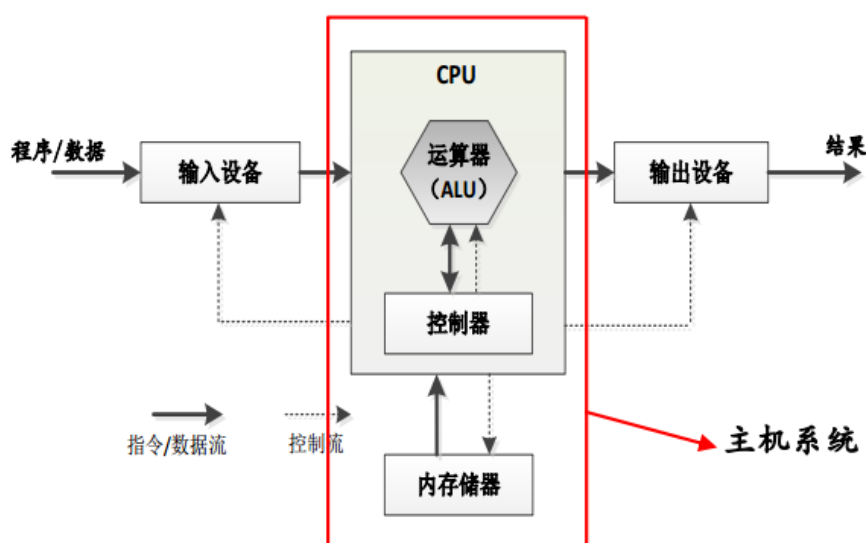 CPU
程序/数据
输入设备
运算器
（ALU）
输出设备
结果
控制器
指令/数据流
控制流
主机系统
内存储器